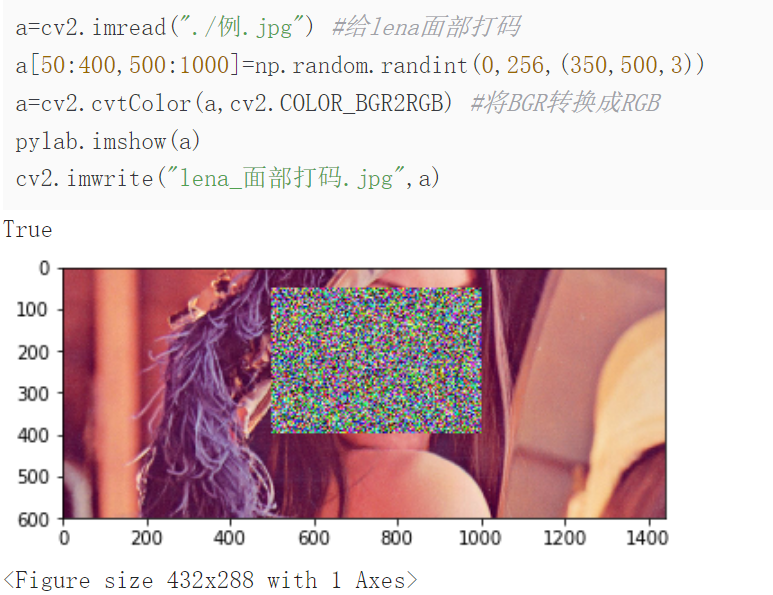 a=cv2.imread("./例.jpg") #给lena面部打码
a[50:400,500:1000]=np.random.randint(0,256,(350,500,3))
a=cv2.cvtColor(a,cv2.COLOR_BGR2RGB) #将BGR转换成RGB
pylab.imshow(a)
cv2.imwrite("lena_面部打码.jpg",a)
True
0
100
200
300
400
500
600
0 200 400 600 800 1000 1200 1400
<Figure size 432x288 with 1 Axes>